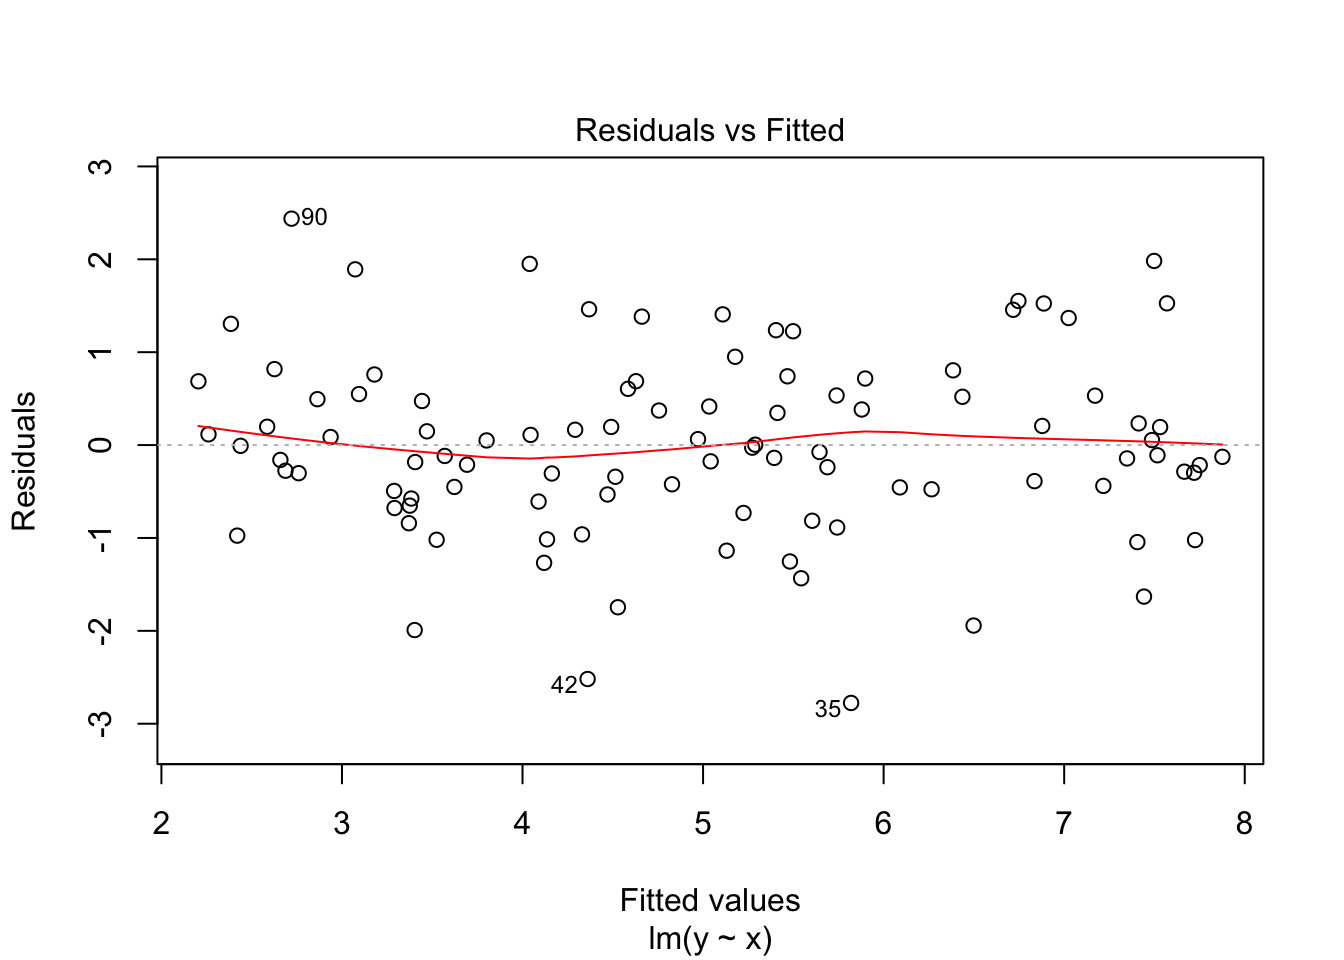 Residuals vs Fitted
Residuals
3
2
1
0
-1
-2
-3
90
42
35
2 3 4 5 6 7 8
Fitted values
lm(y ~ x)